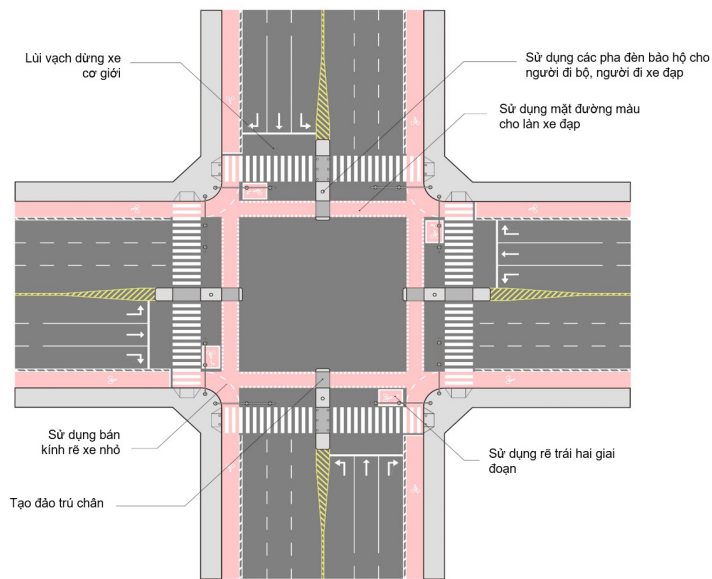 Lùi vạch dừng xe
cơ giới
Sử dụng các pha đèn bảo hộ cho
người đi bộ, người đi xe đạp
Sử dụng mặt đường màu
cho làn xe đạp
Sử dụng bán
kính rẽ xe nhỏ
Tạo đảo trú chân
Sử dụng rẽ trái hai giai
đoạn